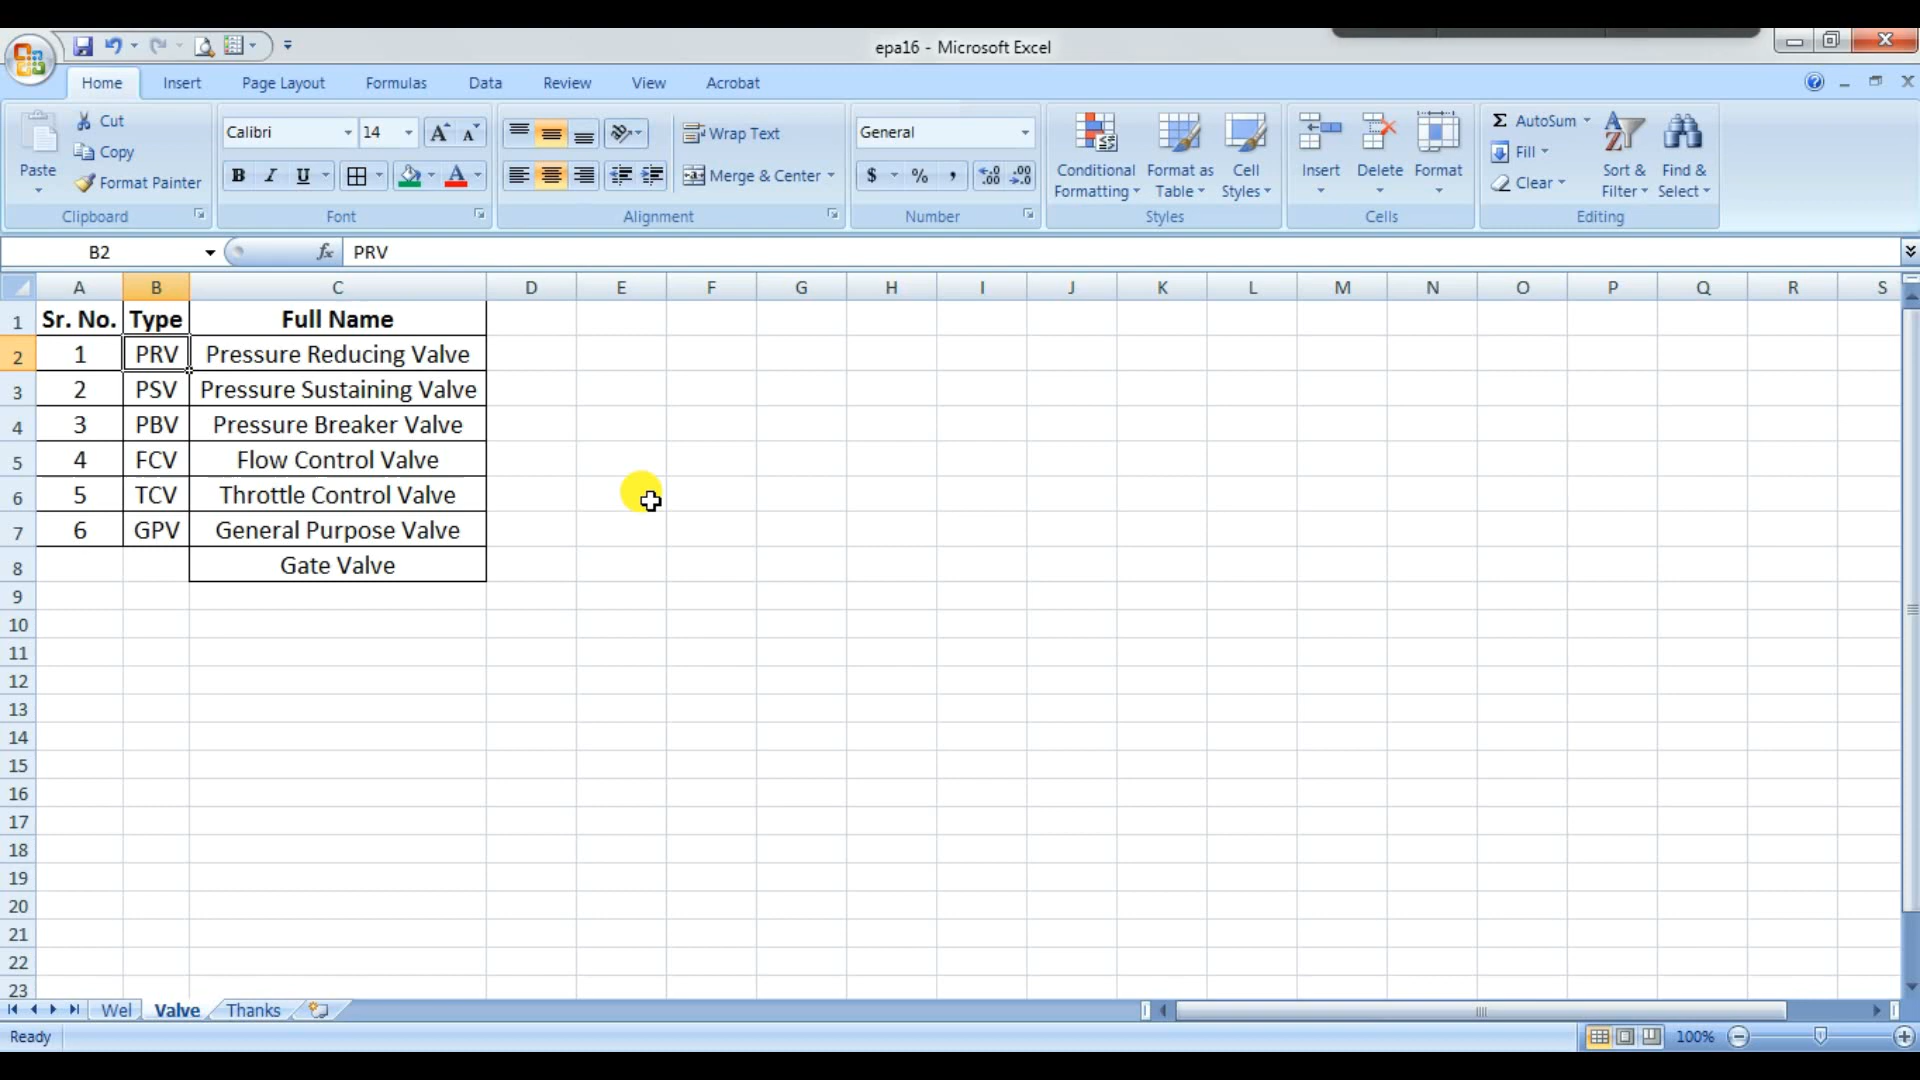 epa16 - Microsoft Excel
Home Insert Page Layout Formulas Data Review View Acrobat
Paste Cut Copy Format Painter Clipboard
Calibri 14 B I U A A A Font
Wrap Text Merge & Center Alignment
General $ % , .0 .00 .00 .0 Number
Conditional Formatting Format as Table Cell Styles Styles
Insert Delete Format Cells
Σ AutoSum Fill Clear Sort & Filter Find & Select Editing
B2 fx PRV
A B C D E F G H I J K L M N O P Q R S
1 Sr. No. Type Full Name
2 1 PRV Pressure Reducing Valve
3 2 PSV Pressure Sustaining Valve
4 3 PBV Pressure Breaker Valve
5 4 FCV Flow Control Valve
6 5 TCV Throttle Control Valve
7 6 GPV General Purpose Valve
8 Gate Valve
9
10
11
12
13
14
15
16
17
18
19
20
21
22
23
Wel Valve Thanks
Ready 100%